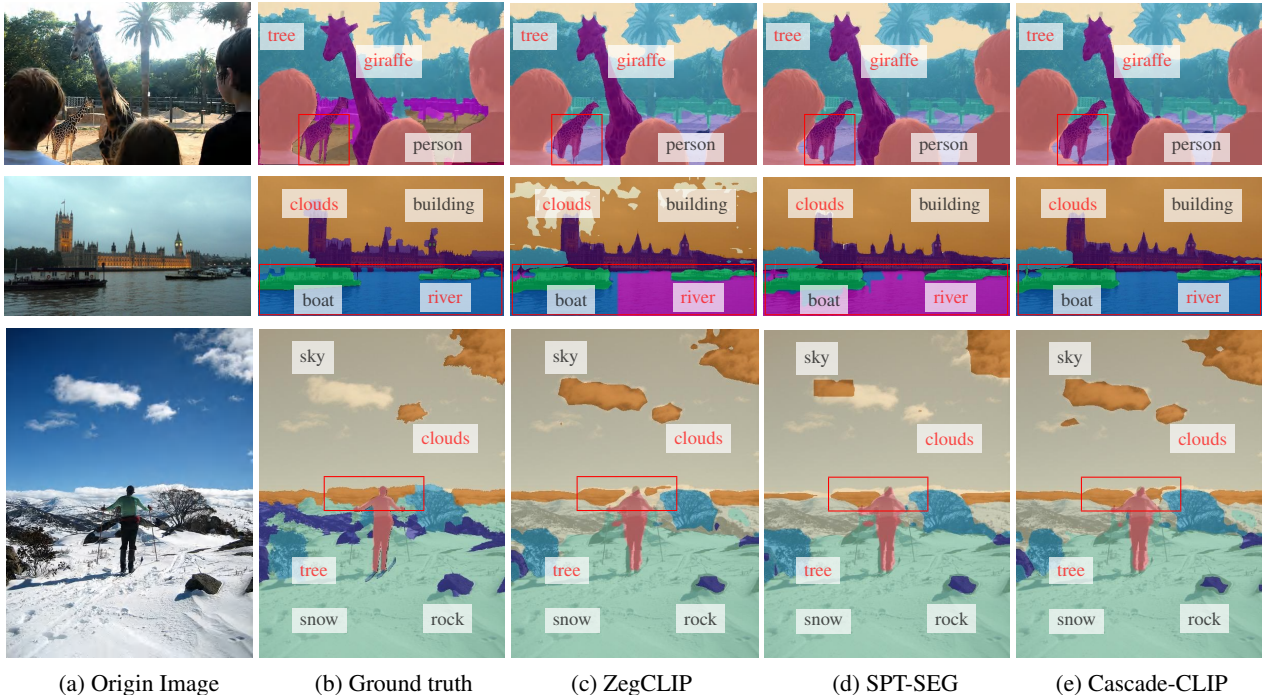 tree tree tree tree
giraffe giraffe giraffe giraffe
person person person person
clouds building clouds building clouds building clouds building
boat river boat river boat river boat river
sky sky sky sky
clouds clouds clouds clouds
tree tree tree tree
snow rock snow rock snow rock snow rock
(a) Origin Image (b) Ground truth (c) ZegCLIP (d) SPT-SEG (e) Cascade-CLIP